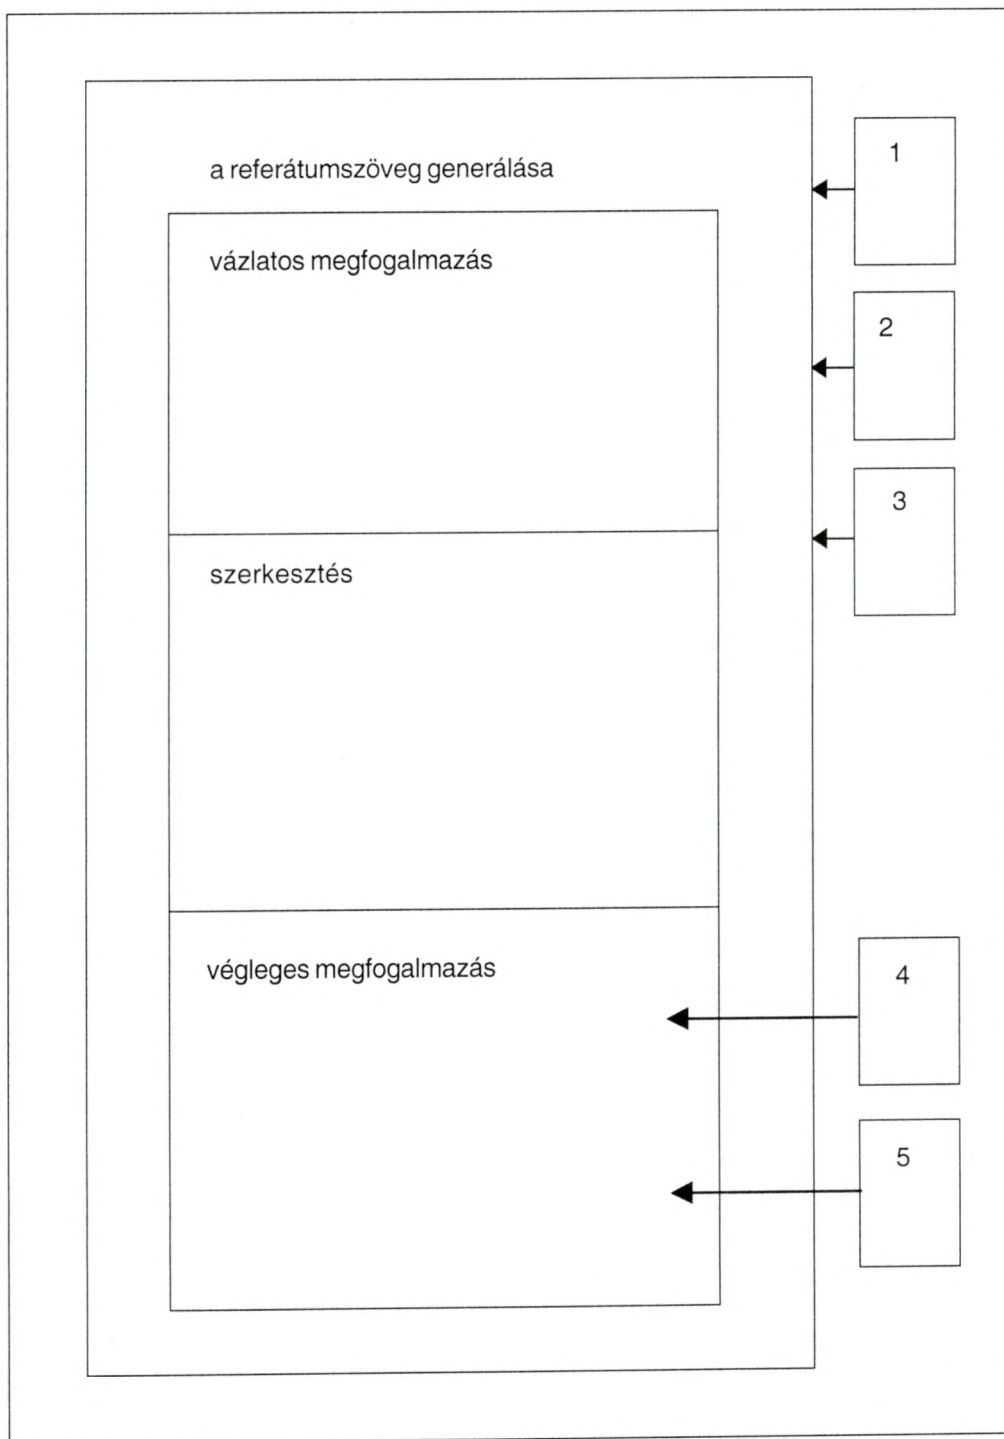 a referátumszöveg generálása
1
vázlatos megfogalmazás
2
3
szerkesztés
végleges megfogalmazás
4
5